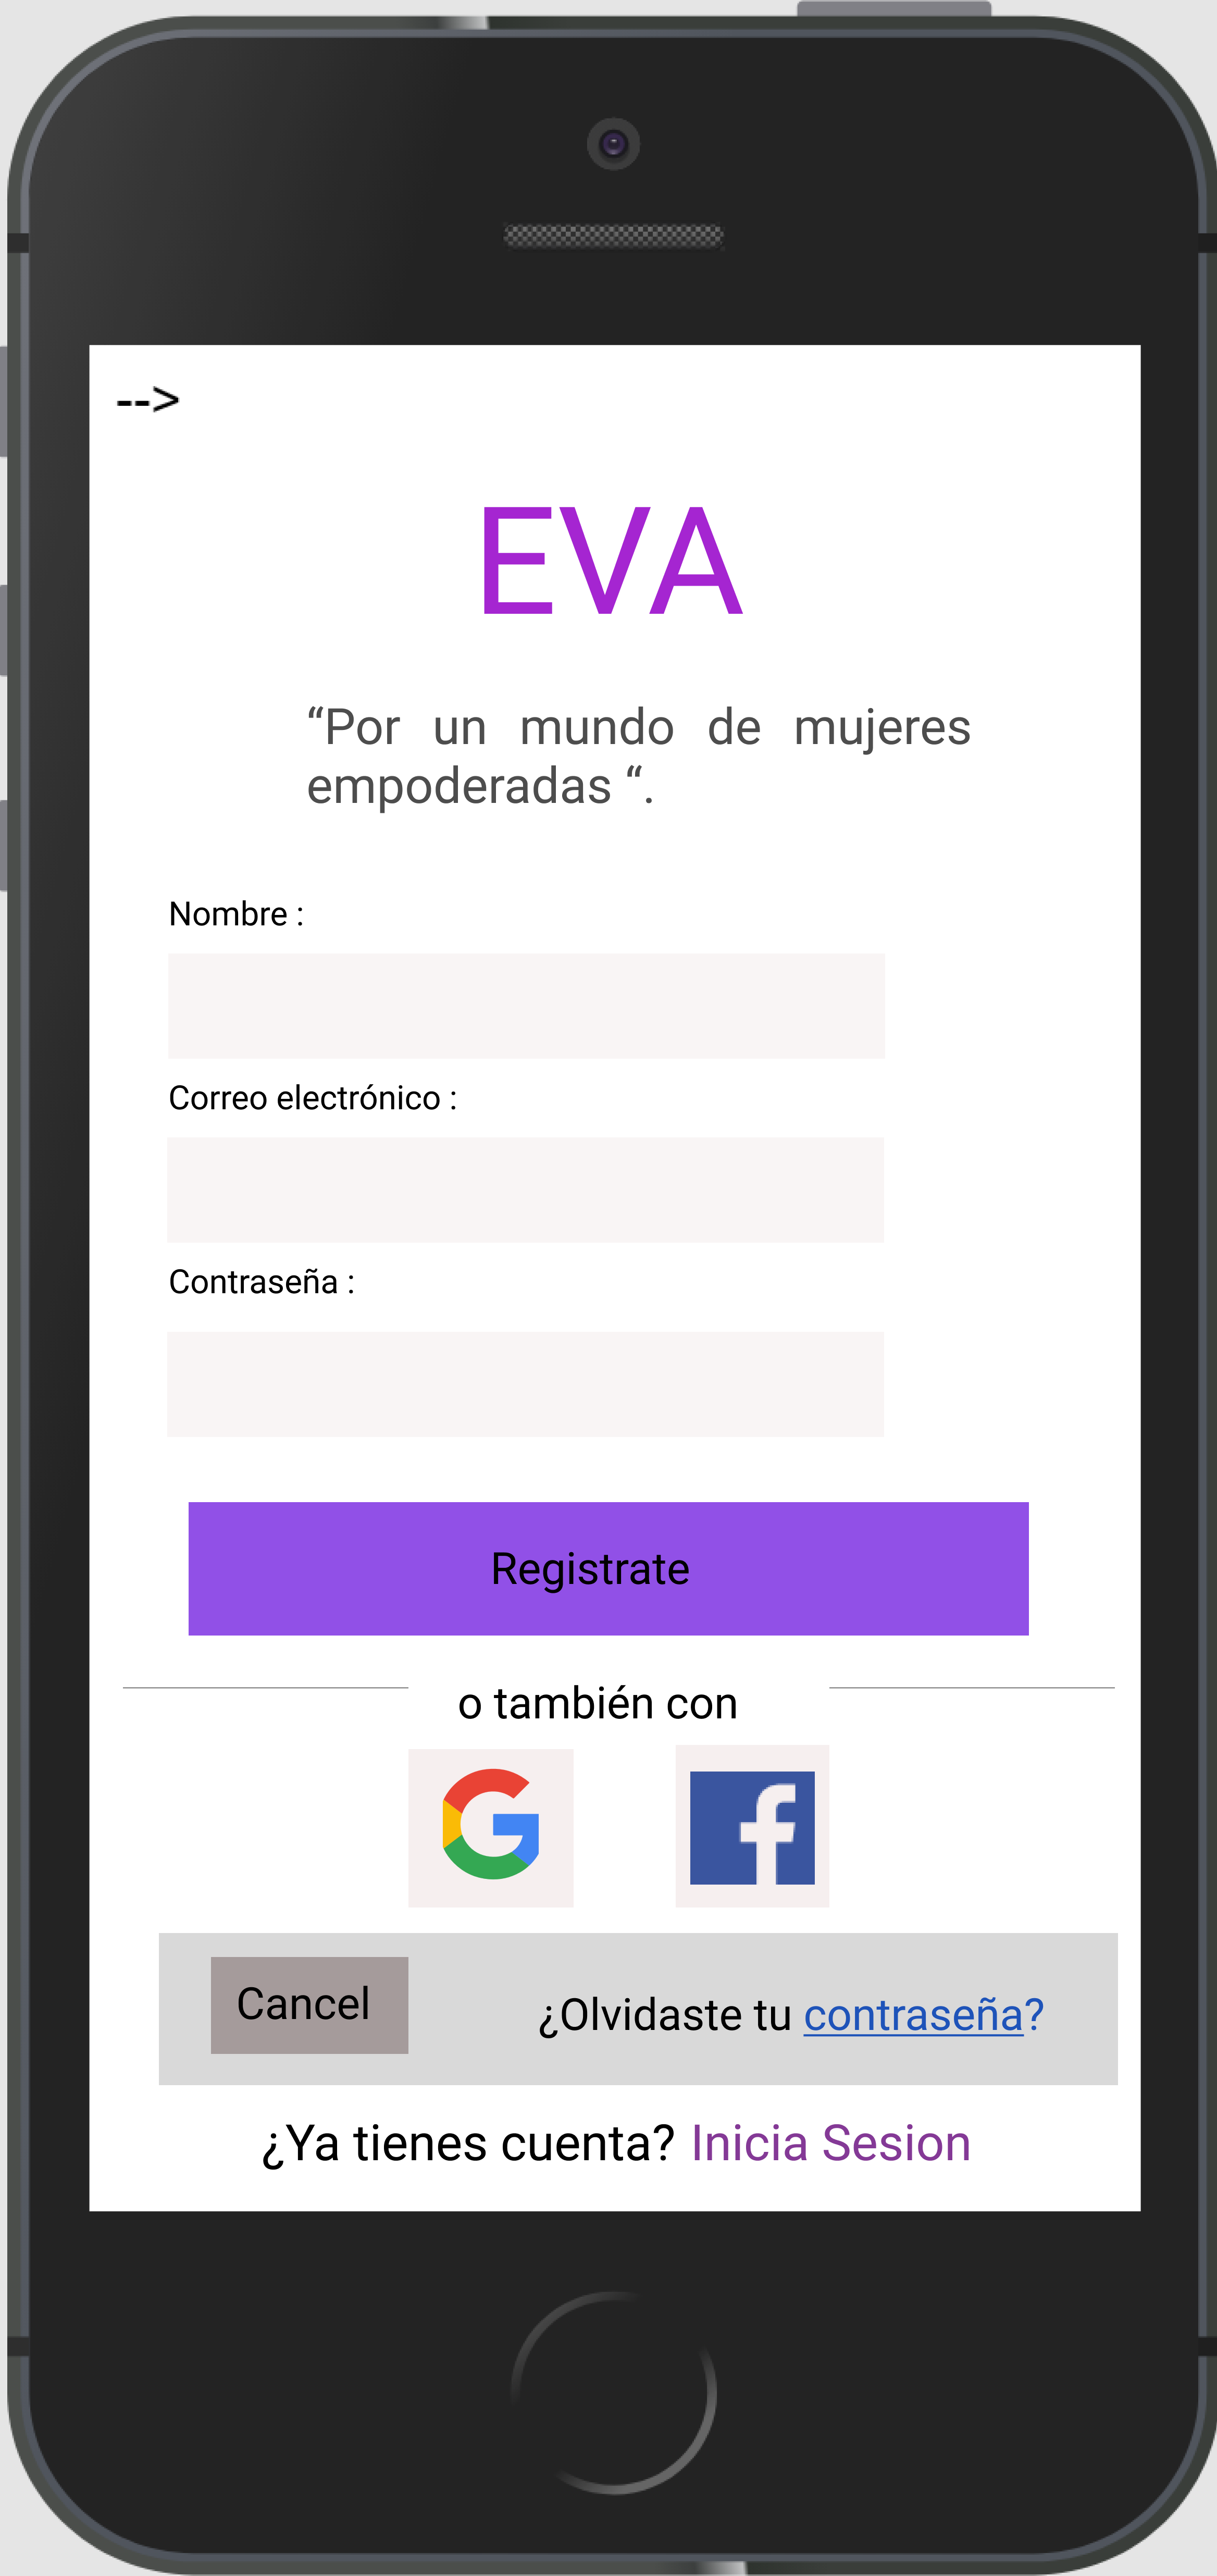 -->
EVA
“Por un mundo de mujeres
empoderadas “.
Nombre :
Correo electrónico :
Contraseña :
Registrate
o también con
Cancel
¿Olvidaste tu contraseña?
¿Ya tienes cuenta? Inicia Sesion